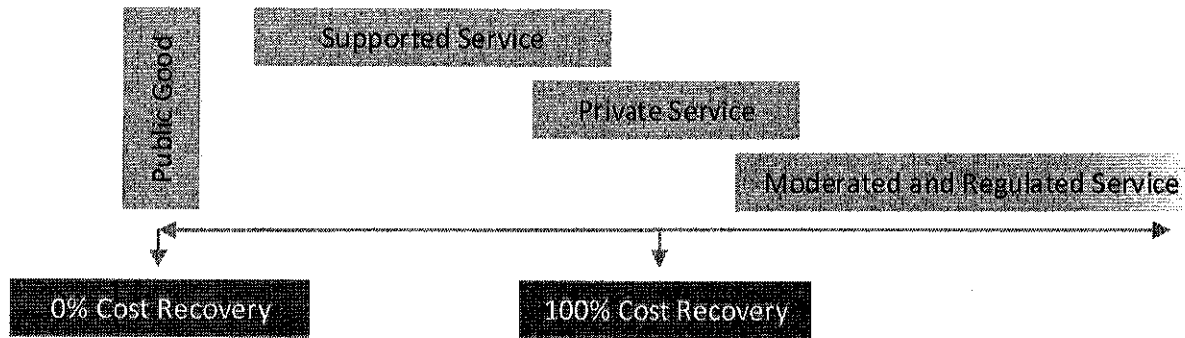 Public Good
Supported Service
Private Service
Moderated and Regulated Service
0% Cost Recovery
100% Cost Recovery